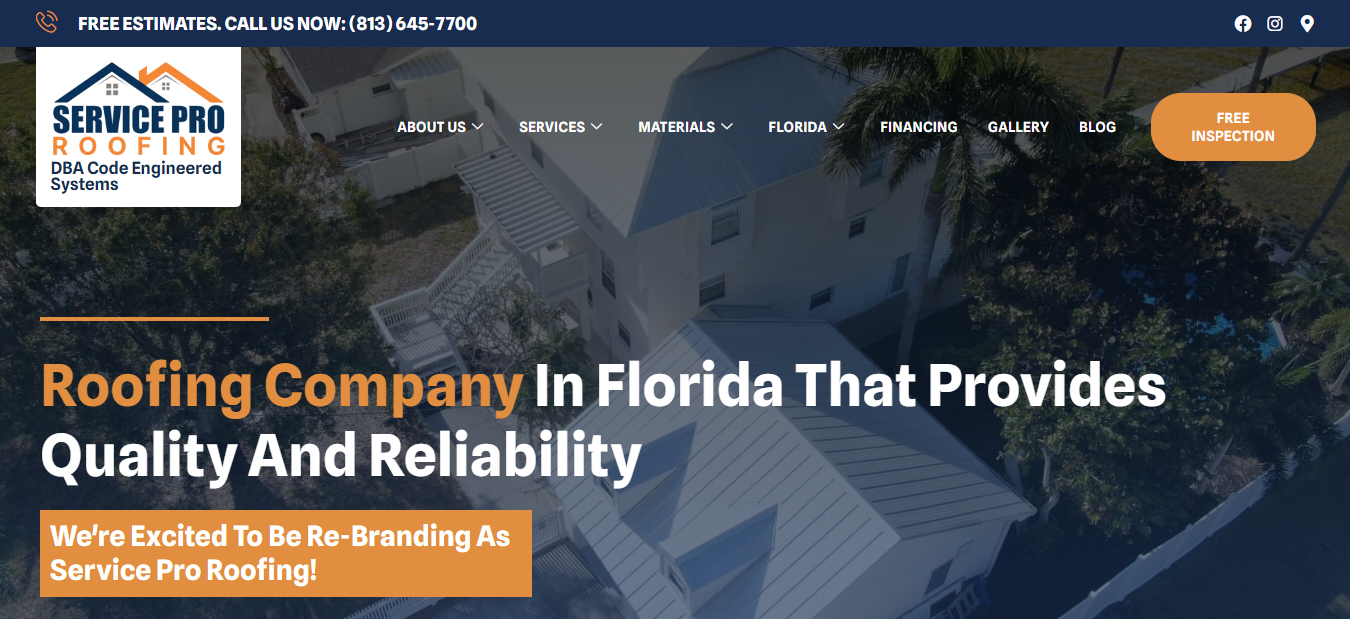 FREE ESTIMATES. CALL US NOW: (813) 645-7700
SERVICE PRO
ROOFING
DBA Code Engineered
Systems
ABOUT US
SERVICES
MATERIALS
FLORIDA
FINANCING
GALLERY
BLOG
FREE
INSPECTION
Roofing Company In Florida That Provides
Quality And Reliability
We're Excited To Be Re-Branding As
Service Pro Roofing!